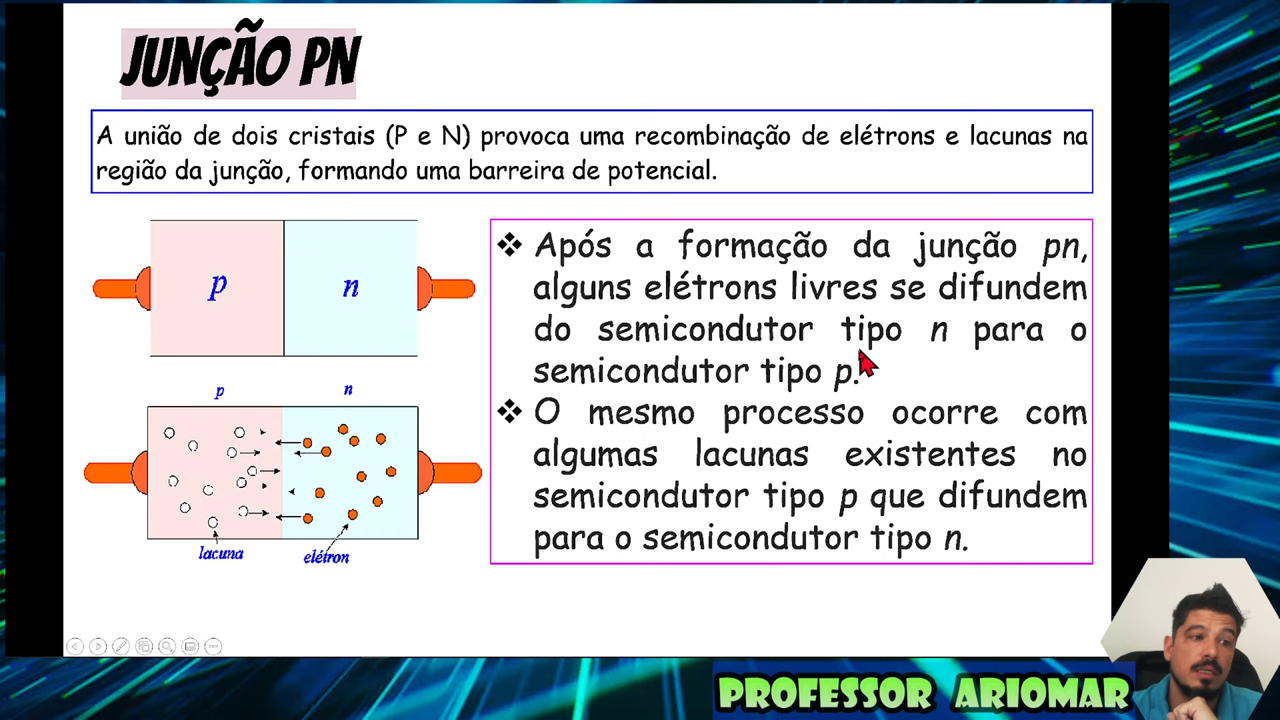 JUNÇÃO PN
A união de dois cristais (P e N) provoca uma recombinação de elétrons e lacunas na
região da junção, formando uma barreira de potencial.
p
n
p
n
lacuna
elétron
❖ Após a formação da junção pn,
alguns elétrons livres se difundem
do semicondutor tipo n para o
semicondutor tipo p.
❖ O mesmo processo ocorre com
algumas lacunas existentes no
semicondutor tipo p que difundem
para o semicondutor tipo n.
PROFESSOR ARIOMAR